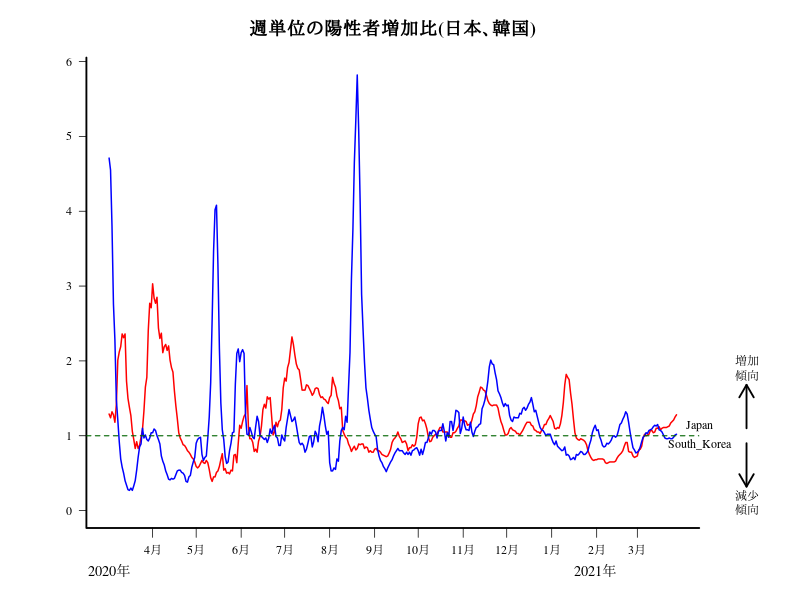 週単位の陽性者増加比(日本、韓国)
6
5
4
3
2
1
0
増加
傾向
Japan
South_Korea
減少
傾向
4月 5月 6月 7月 8月 9月 10月 11月 12月 1月 2月 3月
2020年 2021年